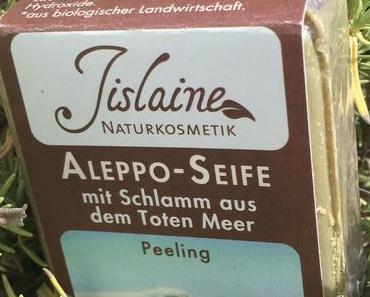 Hydroxide.
*aus biologischer Landwirtschaft.
Jislaine
NATURKOSMETIK
ALEPPO-SEIFE
mit Schlamm aus
dem Toten Meer
Peeling